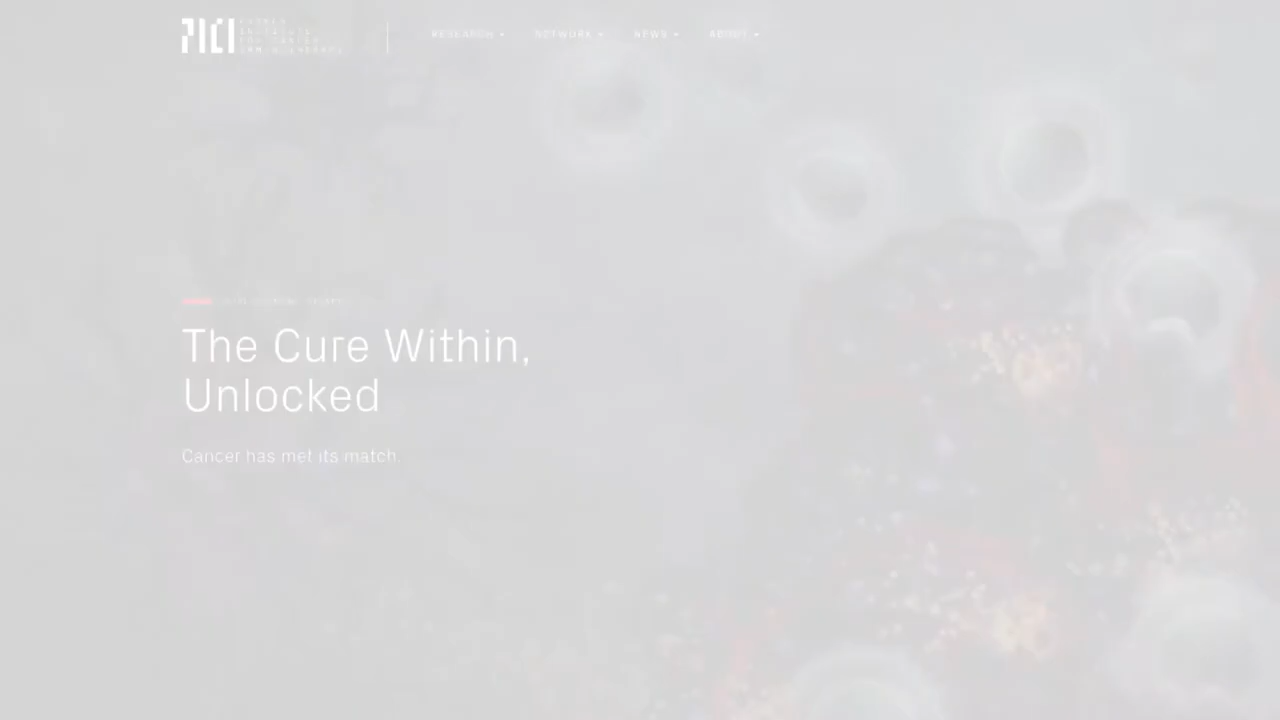 PICI
RESEARCH
NETWORK
NEWS
ABOUT
The Cure Within,
Unlocked
Cancer has met its match.